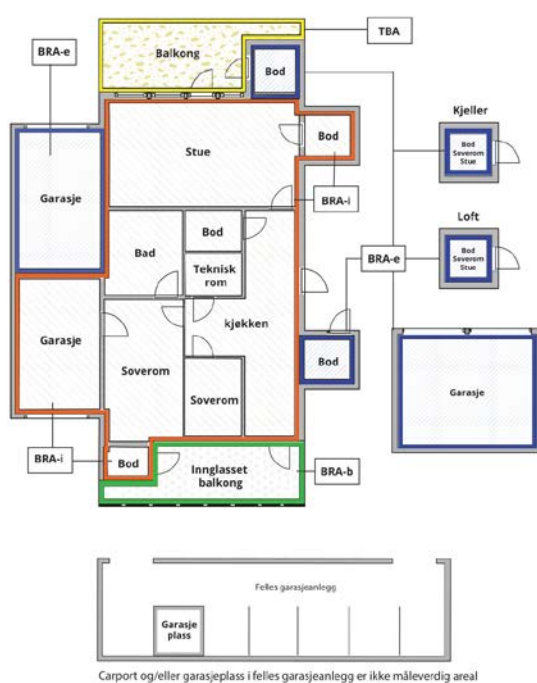 TBA
BRA-e
Balkong
Bod
Kjeller
Bod
Soverom
Stue
Stue
Bod
Garasje
BRA-i
Loft
Bod
Bad
Teknisk
rom
BRA-e
Bod
Soverom
Stue
Garasje
kjøkken
Bod
Soverom
Soverom
Garasje
BRA-i
Bod
Innglasset
balkong
BRA-b
Felles garasjeanlegg
Garasje
plass
Carport og/eller garasjeplass i felles garasjeanlegg er ikke måleverdig areal